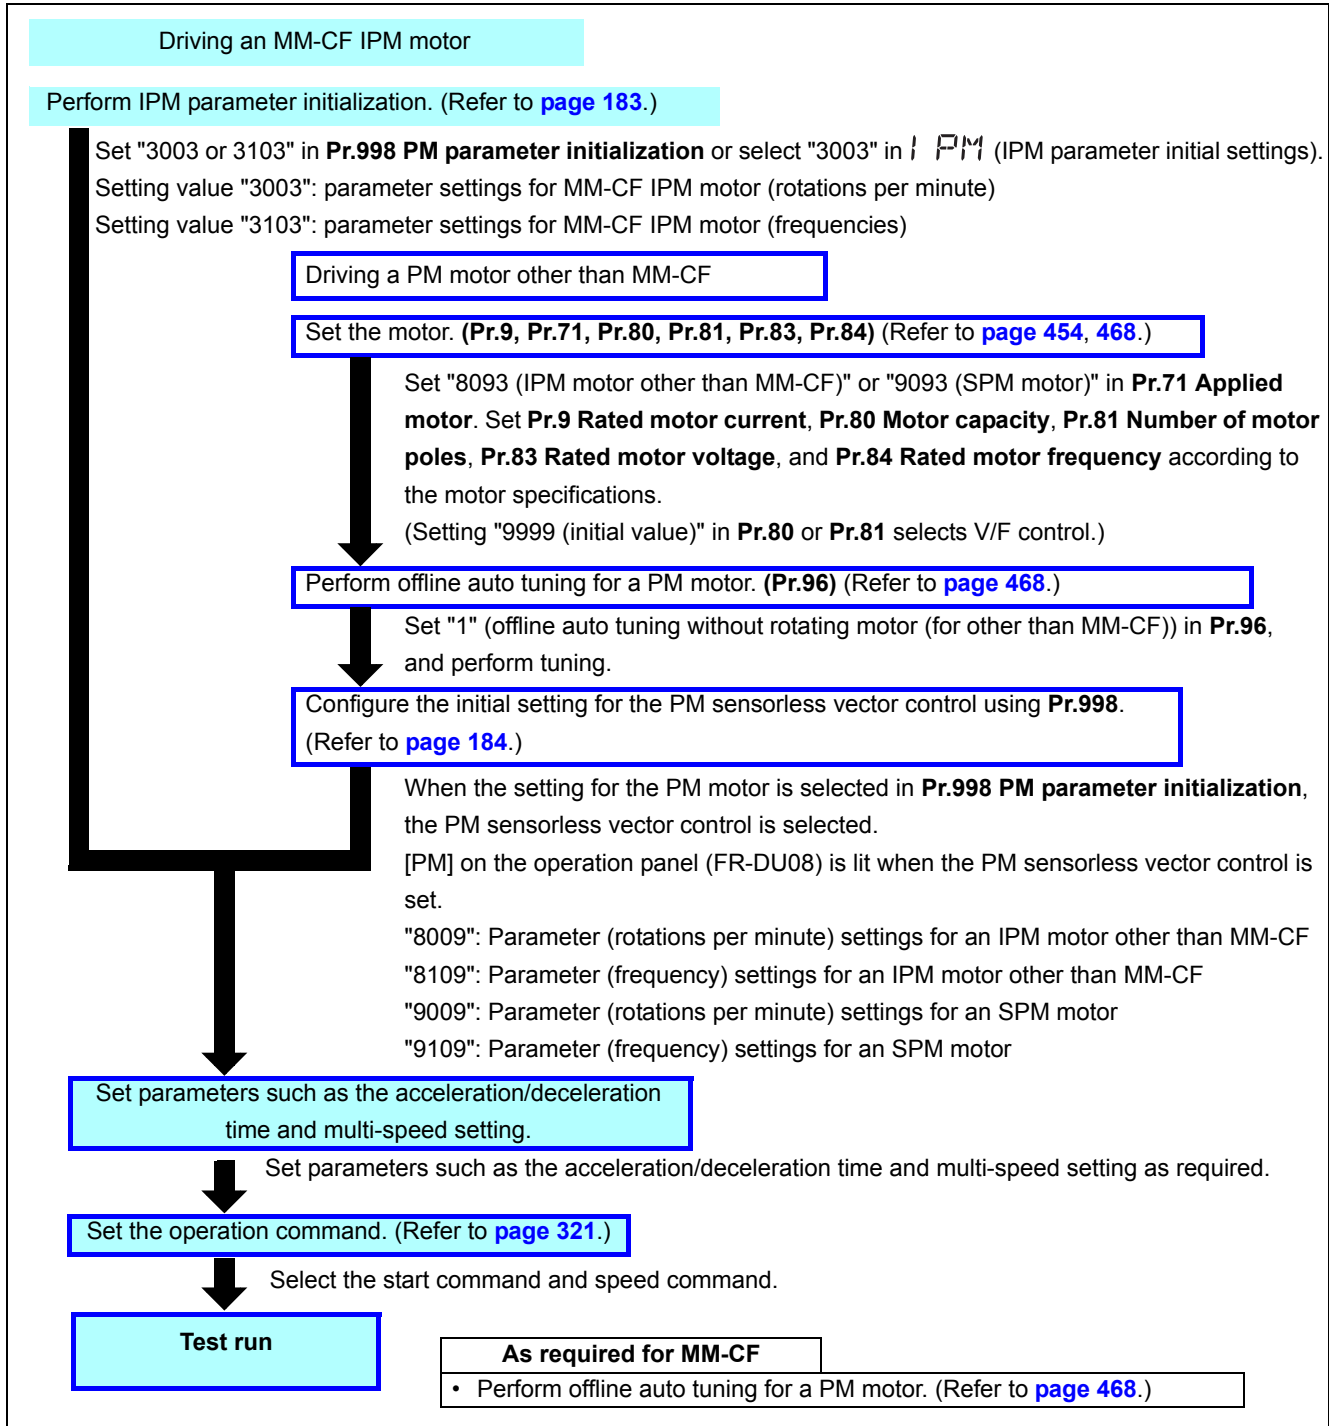 Driving an MM-CF IPM motor
Perform IPM parameter initialization. (Refer to page 183.)
Set "3003 or 3103" in Pr.998 PM parameter initialization or select "3003" in IPM (IPM parameter initial settings).
Setting value "3003": parameter settings for MM-CF IPM motor (rotations per minute)
Setting value "3103": parameter settings for MM-CF IPM motor (frequencies)
Driving a PM motor other than MM-CF
Set the motor. (Pr.9, Pr.71, Pr.80, Pr.81, Pr.83, Pr.84) (Refer to page 454, 468.)
Set "8093 (IPM motor other than MM-CF)" or "9093 (SPM motor)" in Pr.71 Applied
motor. Set Pr.9 Rated motor current, Pr.80 Motor capacity, Pr.81 Number of motor
poles, Pr.83 Rated motor voltage, and Pr.84 Rated motor frequency according to
the motor specifications.
(Setting "9999 (initial value)" in Pr.80 or Pr.81 selects V/F control.)
Perform offline auto tuning for a PM motor. (Pr.96) (Refer to page 468.)
Set "1" (offline auto tuning without rotating motor (for other than MM-CF)) in Pr.96,
and perform tuning.
Configure the initial setting for the PM sensorless vector control using Pr.998.
(Refer to page 184.)
When the setting for the PM motor is selected in Pr.998 PM parameter initialization,
the PM sensorless vector control is selected.
[PM] on the operation panel (FR-DU08) is lit when the PM sensorless vector control is
set.
"8009": Parameter (rotations per minute) settings for an IPM motor other than MM-CF
"8109": Parameter (frequency) settings for an IPM motor other than MM-CF
"9009": Parameter (rotations per minute) settings for an SPM motor
"9109": Parameter (frequency) settings for an SPM motor
Set parameters such as the acceleration/deceleration
time and multi-speed setting.
Set parameters such as the acceleration/deceleration time and multi-speed setting as required.
Set the operation command. (Refer to page 321.)
Select the start command and speed command.
Test run
As required for MM-CF
• Perform offline auto tuning for a PM motor. (Refer to page 468.)